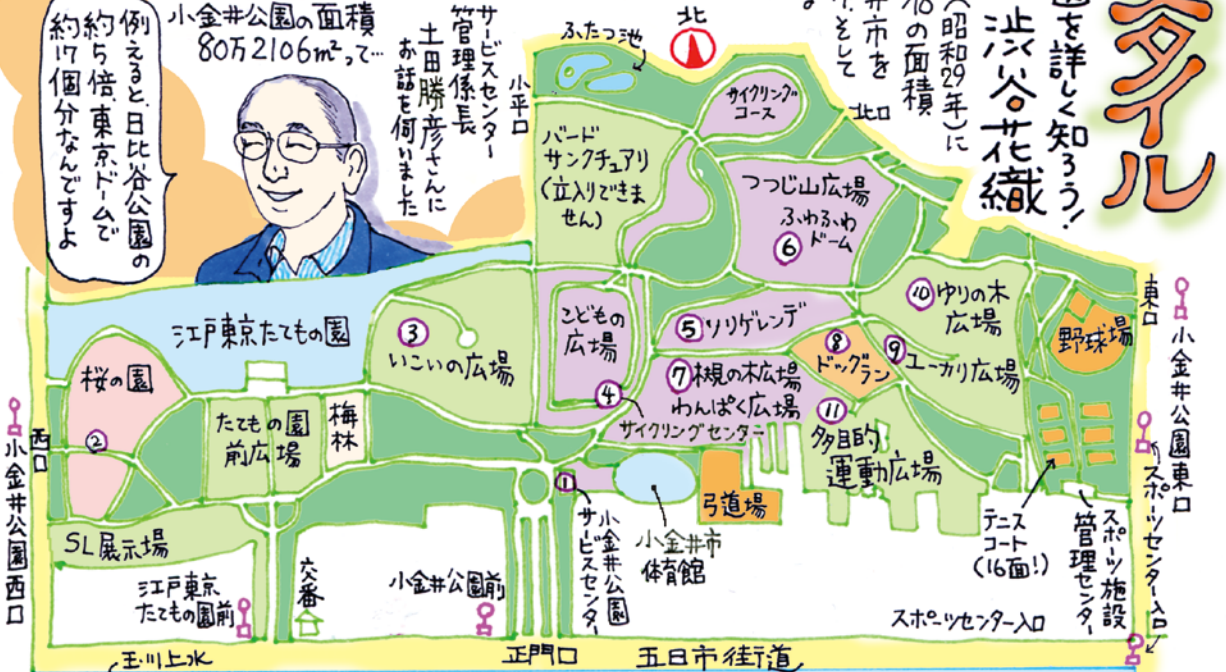 タイル
園を詳しく知ろう!
渋谷花織
(昭和29年)に
の面積
井市を
、そして
小金井公園の面積
80万2106㎡って…
例えると、日比谷公園の
約5倍、東京ドームで
約17個分なんですよ
サービスセンター
管理係長
土田勝彦さんに
お話を伺いました
北
ふたつ池
小平口
北口
サイクリング
コース
バード
サンクチュアリ
(立入りできま
せん)
つつじ山広場
ふわふわ
ドーム
⑥
江戸東京たてもの園
③
いこいの広場
こどもの
広場
④
サイクリングセンター
⑤ソリゲレンデ
⑦槻見の木広場
わんぱく広場
⑧
ドッグラン
⑨ユーカリ広場
⑩ゆりの木
広場
⑪
多目的
運動広場
野球場
東口
小金井公園東口
桜の園
②
たてもの園
前広場
梅林
西口
小金井公園西口
SL展示場
江戸東京
たてもの園前
交番
小金井公園前
①
小金井公園
サービスセンター
小金井市
体育館
弓道場
テニス
コート
(16面!)
スポーツ施設
管理センター
スポーツセンター入口
スポーツセンター入口
玉川上水
正門口
五日市街道